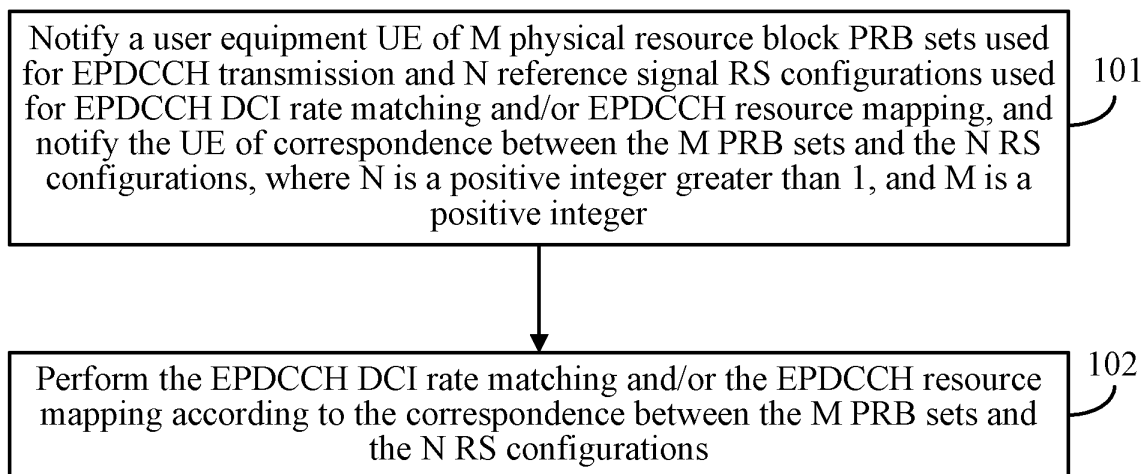 Notify a user equipment UE of M physical resource block PRB sets used
for EPDCCH transmission and N reference signal RS configurations used
for EPDCCH DCI rate matching and/or EPDCCH resource mapping, and
notify the UE of correspondence between the M PRB sets and the N RS
configurations, where N is a positive integer greater than 1, and M is a
positive integer
101
Perform the EPDCCH DCI rate matching and/or the EPDCCH resource
mapping according to the correspondence between the M PRB sets and
the N RS configurations
102